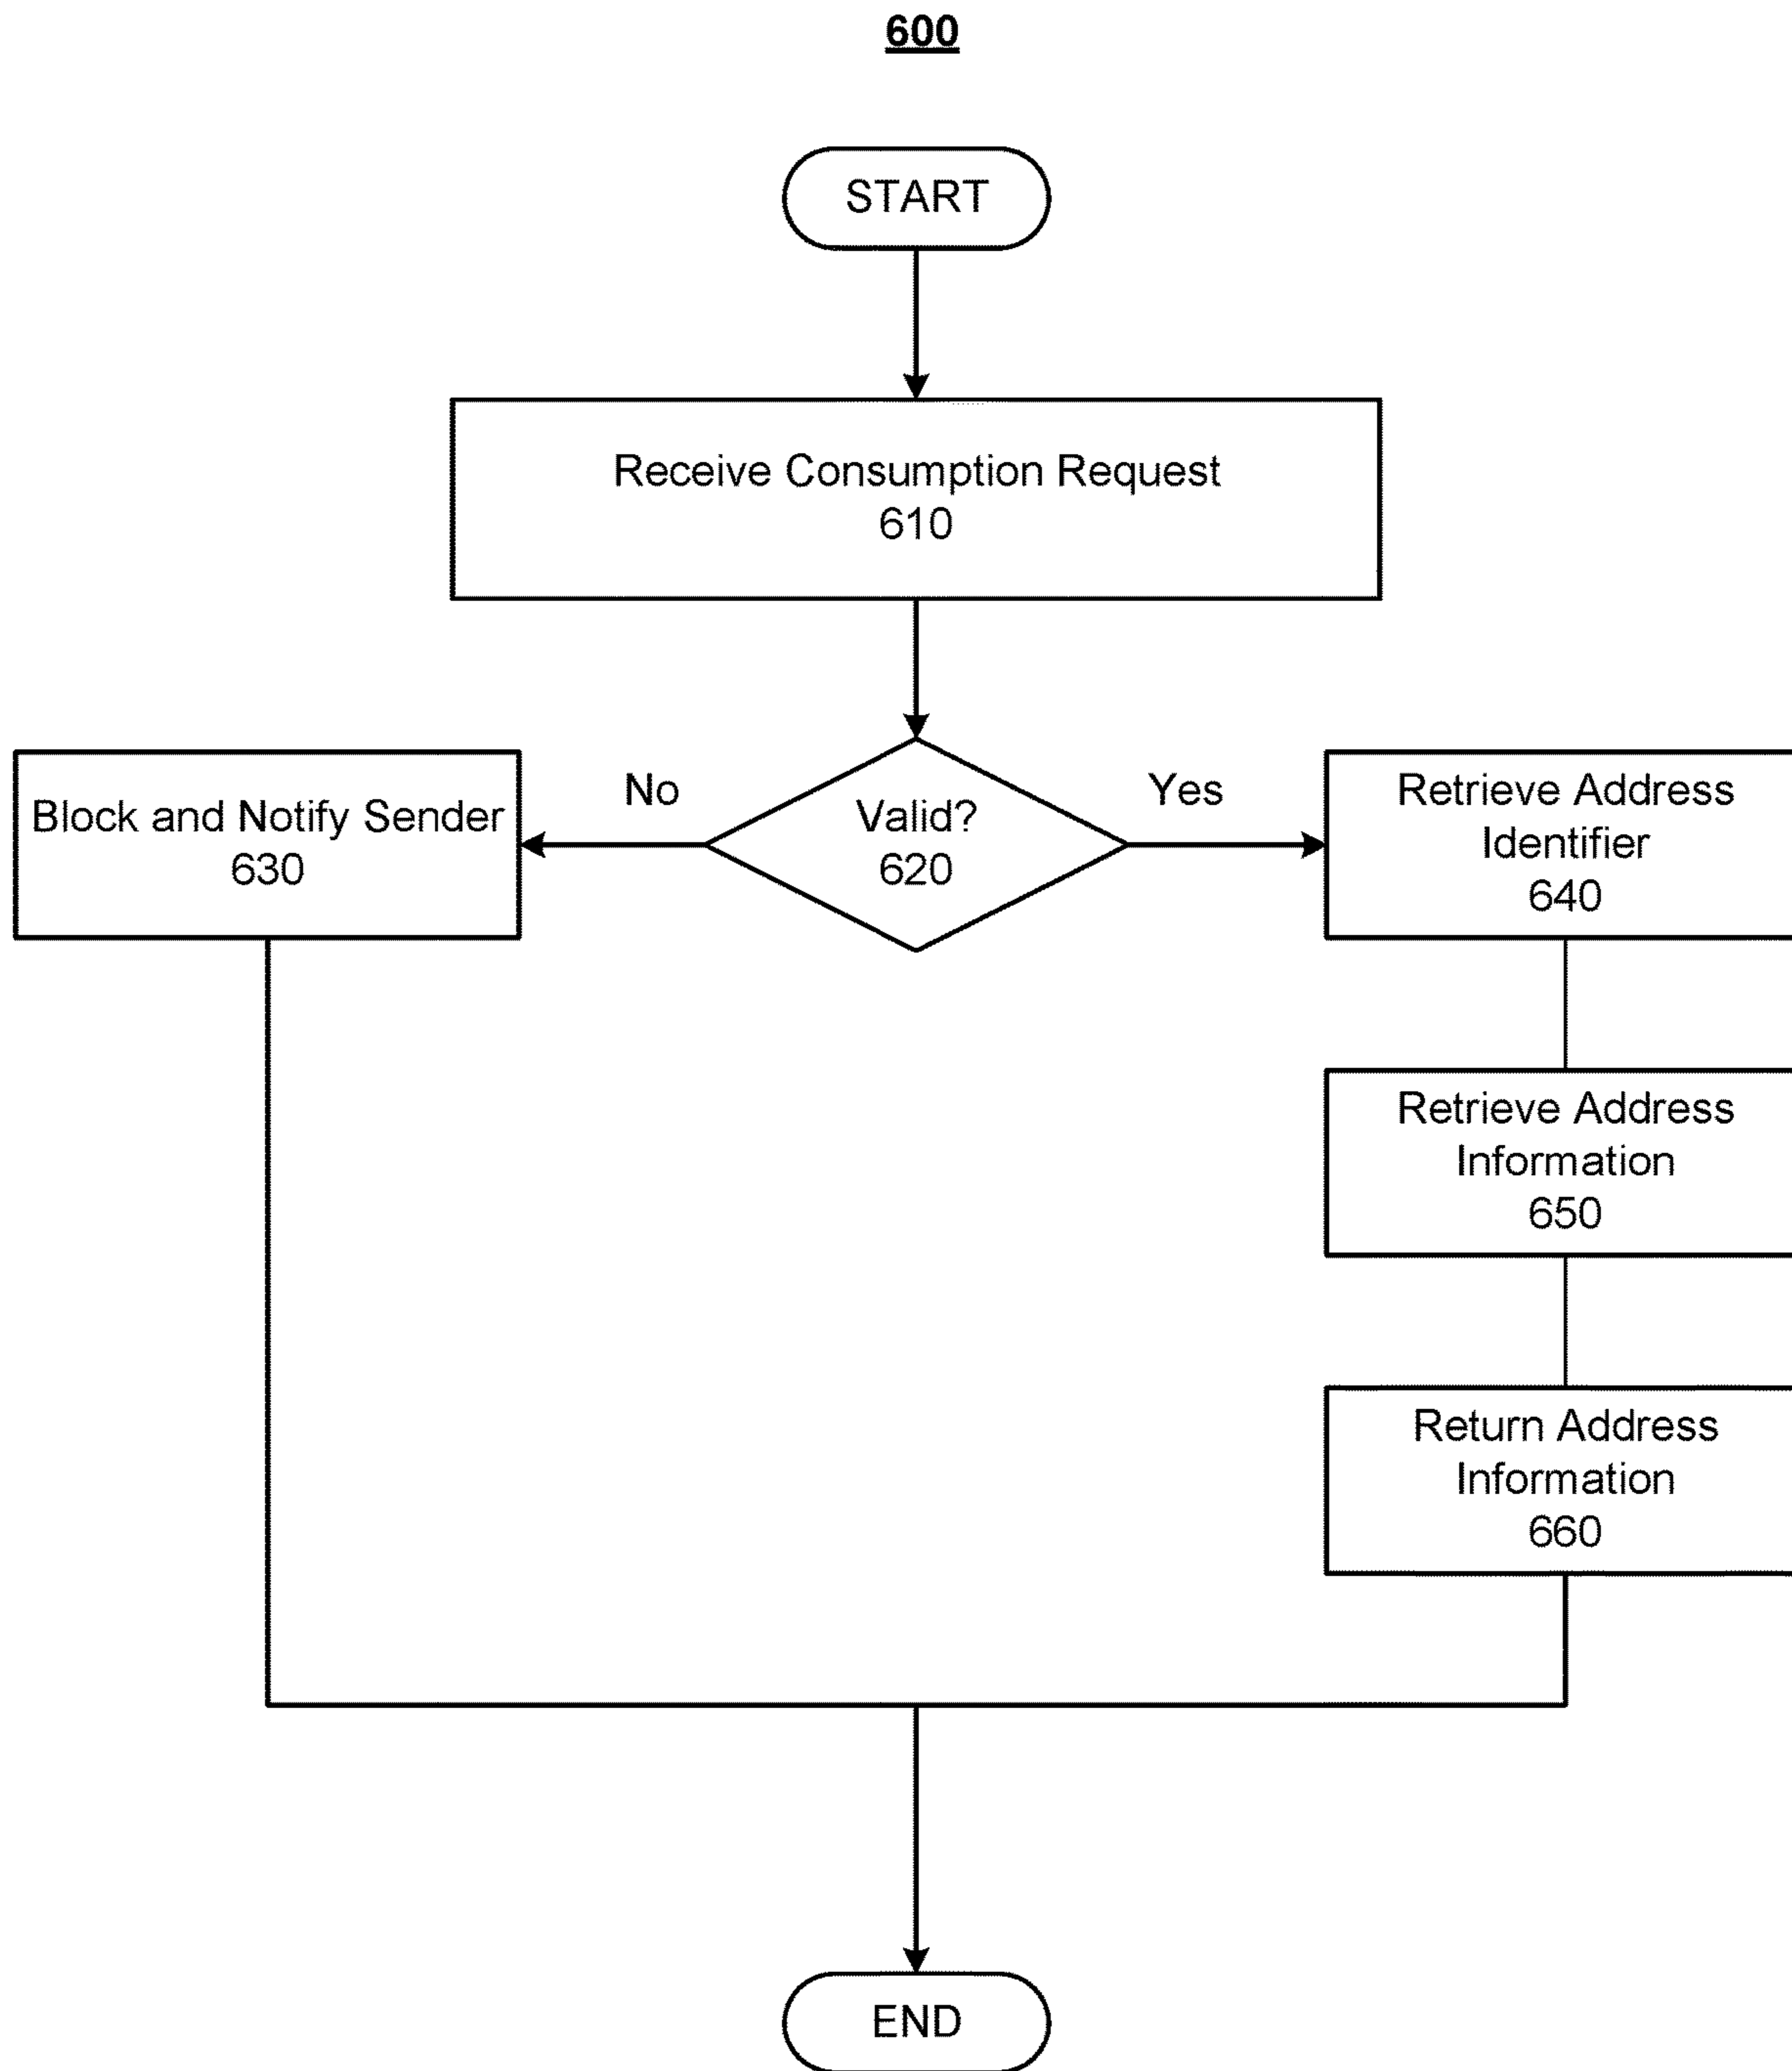 600
START
Receive Consumption Request
610
No
Yes
Block and Notify Sender
630
Valid?
620
Retrieve Address
Identifier
640
Retrieve Address
Information
650
Return Address
Information
660
END